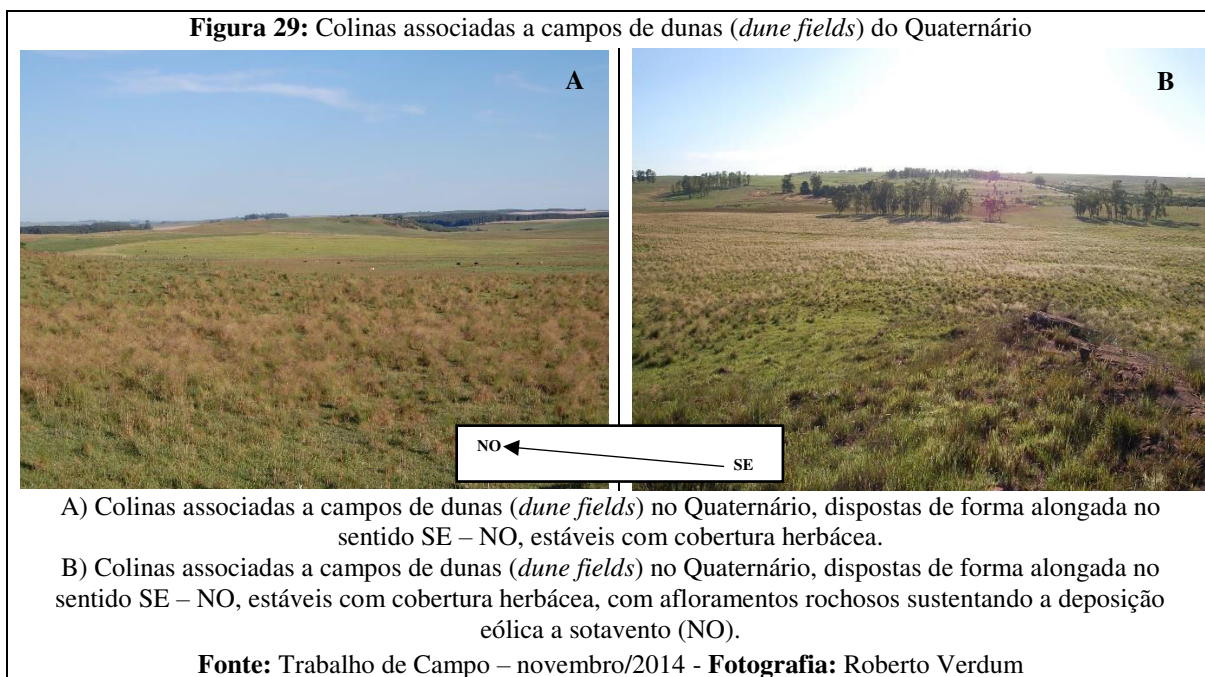 Figura 29: Colinas associadas a campos de dunas (dune fields) do Quaternário
A
B
NO
SE
A) Colinas associadas a campos de dunas (dune fields) no Quaternário, dispostas de forma alongada no
sentido SE – NO, estáveis com cobertura herbácea.
B) Colinas associadas a campos de dunas (dune fields) no Quaternário, dispostas de forma alongada no
sentido SE – NO, estáveis com cobertura herbácea, com afloramentos rochosos sustentando a deposição
eólica a sotavento (NO).
Fonte: Trabalho de Campo – novembro/2014 - Fotografia: Roberto Verdum